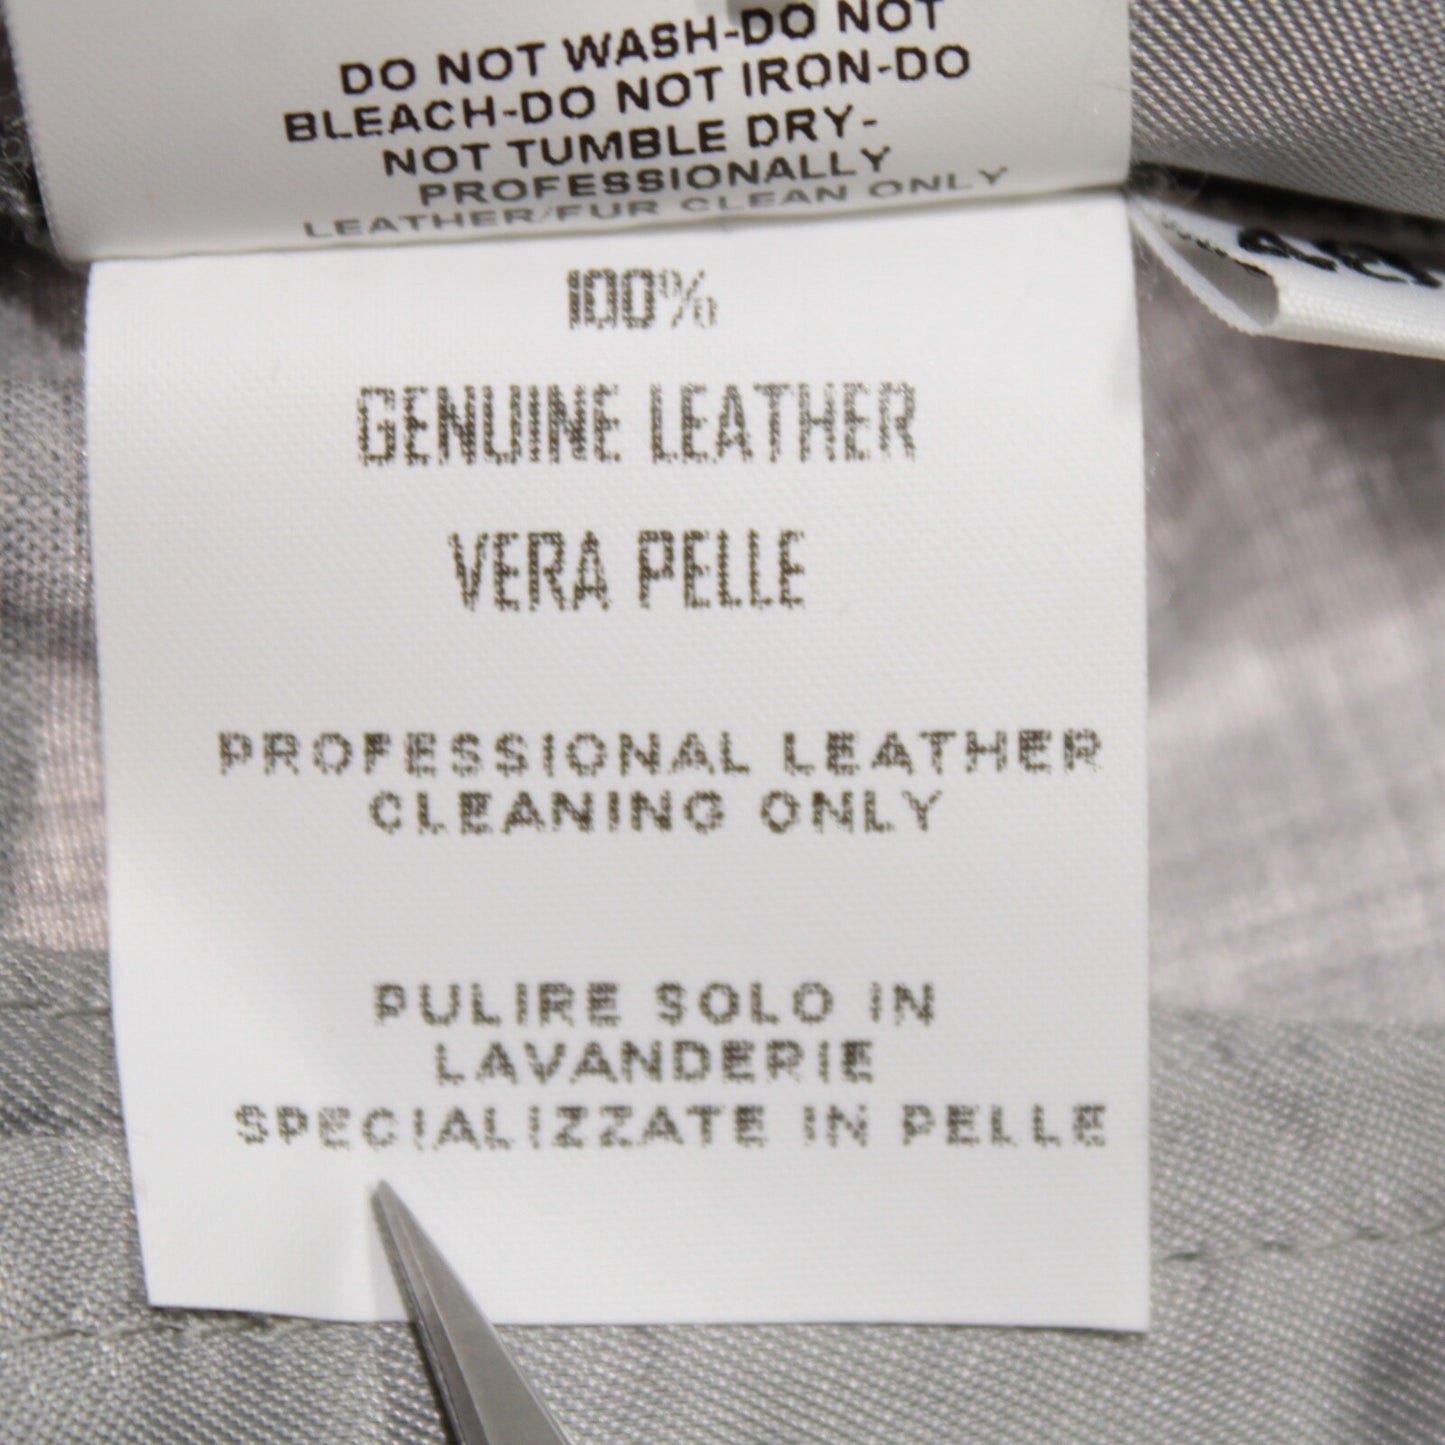 DO NOT WASH-DO NOT
BLEACH-DO NOT IRON-DO
NOT TUMBLE DRY-
PROFESSIONALLY
LEATHER/FUR CLEAN ONLY
100%
GENUINE LEATHER
VERA PELLE
PROFESSIONAL LEATHER
CLEANING ONLY
PULIRE SOLO IN
LAVANDERIE
SPECIALIZZATE IN PELLE